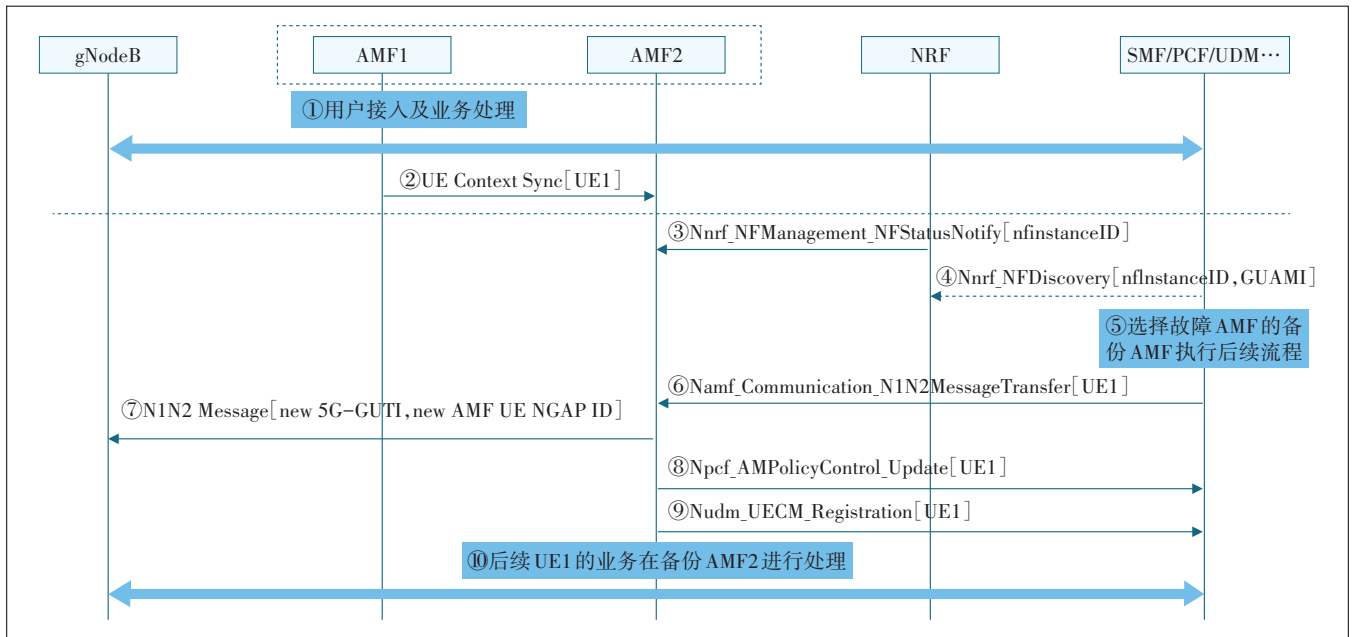 gNodeB
AMF1
AMF2
NRF
SMF/PCF/UDM…
①用户接入及业务处理
②UE Context Sync[UE1]
③Nnrf_NFManagement_NFStatusNotify[nfinstanceID]
④Nnrf_NFDiscovery[nflnstanceID,GUAMI]
⑤选择故障AMF的备
份AMF执行后续流程
⑥Namf_Communication_N1N2MessageTransfer[UE1]
⑦N1N2 Message[new 5G-GUTI,new AMF UE NGAP ID]
⑧Npcf_AMPolicyControl_Update[UE1]
⑨Nudm_UECM_Registration[UE1]
⑩后续UE1的业务在备份AMF2进行处理